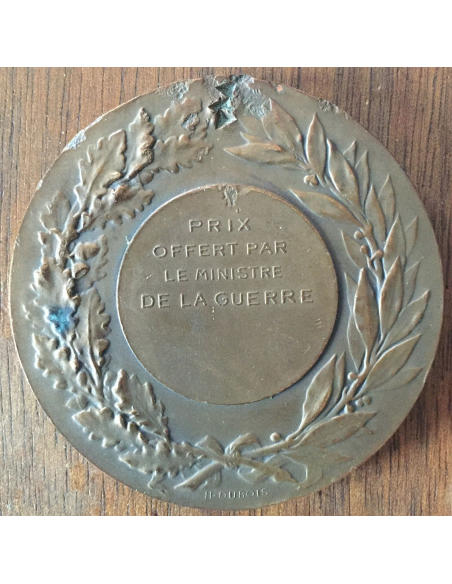 PRIX
OFFERT PAR
LE MINISTRE
DE LA GUERRE
H·DUBOIS